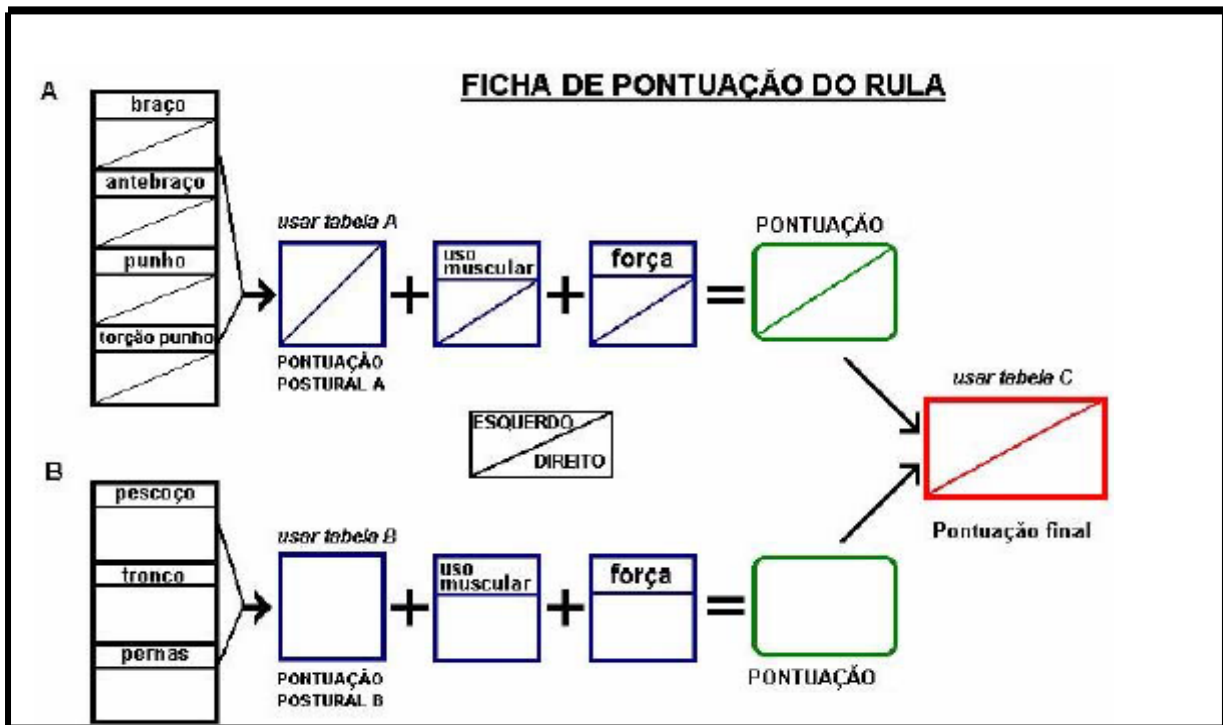 FICHA DE PONTUAÇÃO DO RULA
A
braço
antebraço
punho
torção punho
usar tabela A
PONTUAÇÃO
POSTURAL A
uso
muscular
força
PONTUAÇÃO
ESQUERDO
DIREITO
usar tabela C
Pontuação final
B
pescoço
tronco
pernas
usar tabela B
PONTUAÇÃO
POSTURAL B
uso
muscular
força
PONTUAÇÃO